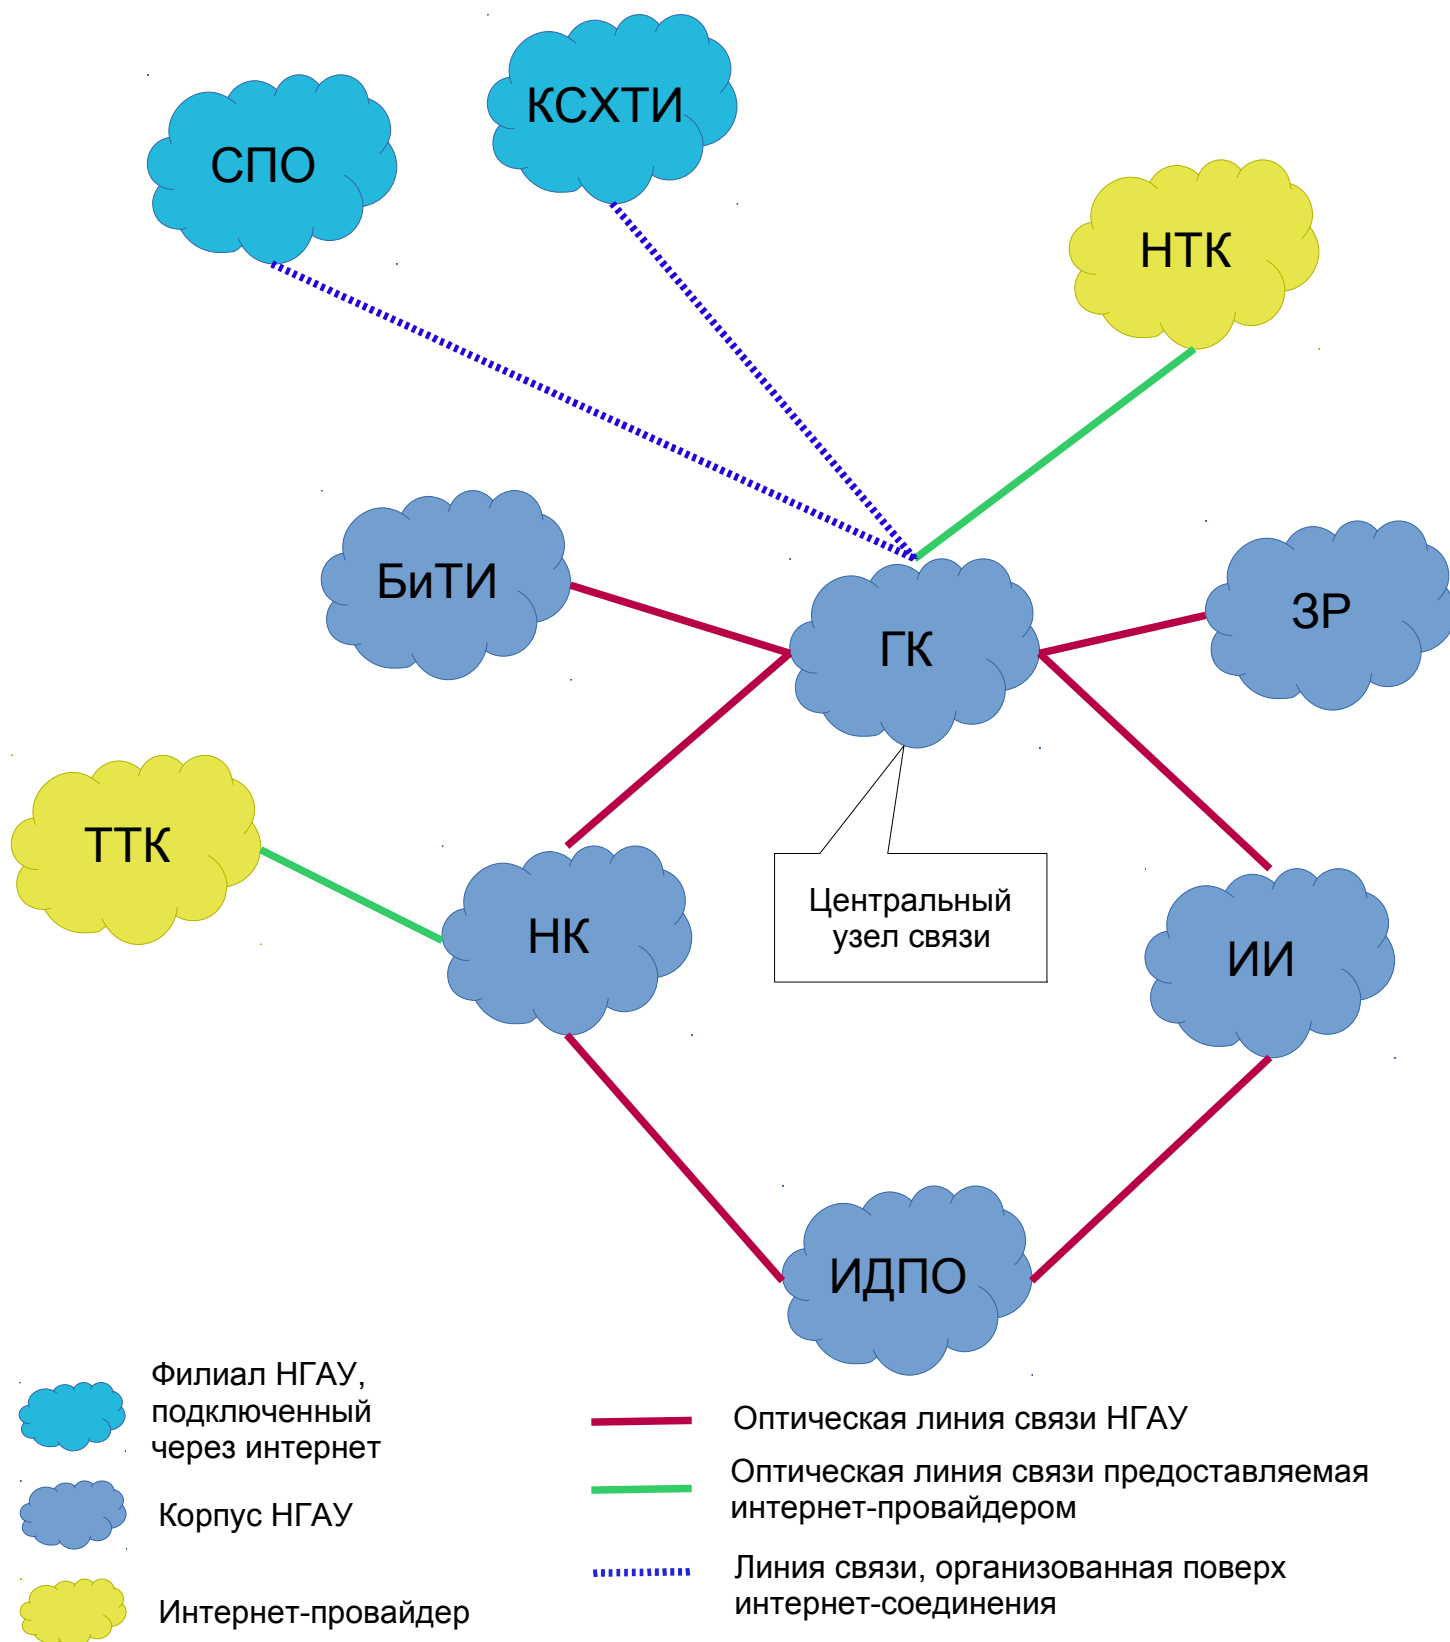 КСХТИ
СПО
НТК
БиТИ
ЗР
ГК
ТТК
Центральный
узел связи
НК
ИИ
ИДПО
Филиал НГАУ,
подключенный
через интернет
Корпус НГАУ
Интернет-провайдер
Оптическая линия связи НГАУ
Оптическая линия связи предоставляемая
интернет-провайдером
Линия связи, организованная поверх
интернет-соединения